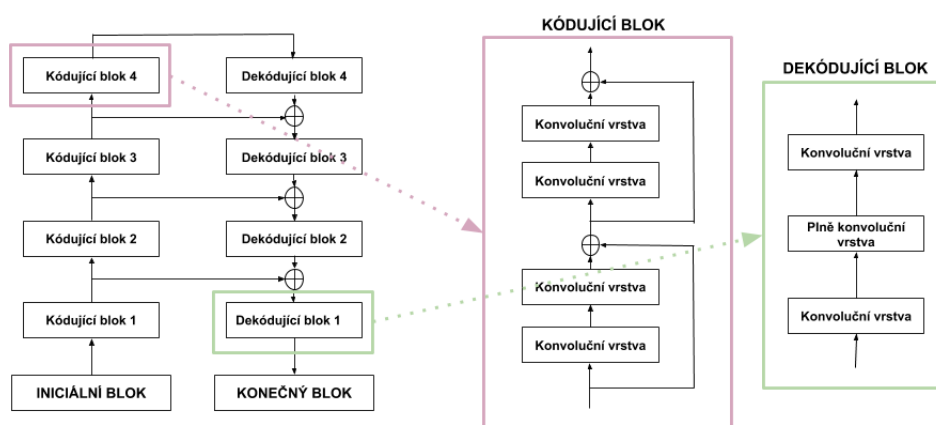 KÓDUJÍCÍ BLOK
DEKÓDUJÍCÍ BLOK
Kódující blok 4
Dekódující blok 4
Kódující blok 3
Dekódující blok 3
Kódující blok 2
Dekódující blok 2
Kódující blok 1
Dekódující blok 1
INICIÁLNÍ BLOK
KONEČNÝ BLOK
Konvoluční vrstva
Konvoluční vrstva
Konvoluční vrstva
Konvoluční vrstva
Konvoluční vrstva
Plně konvoluční
vrstva
Konvoluční vrstva